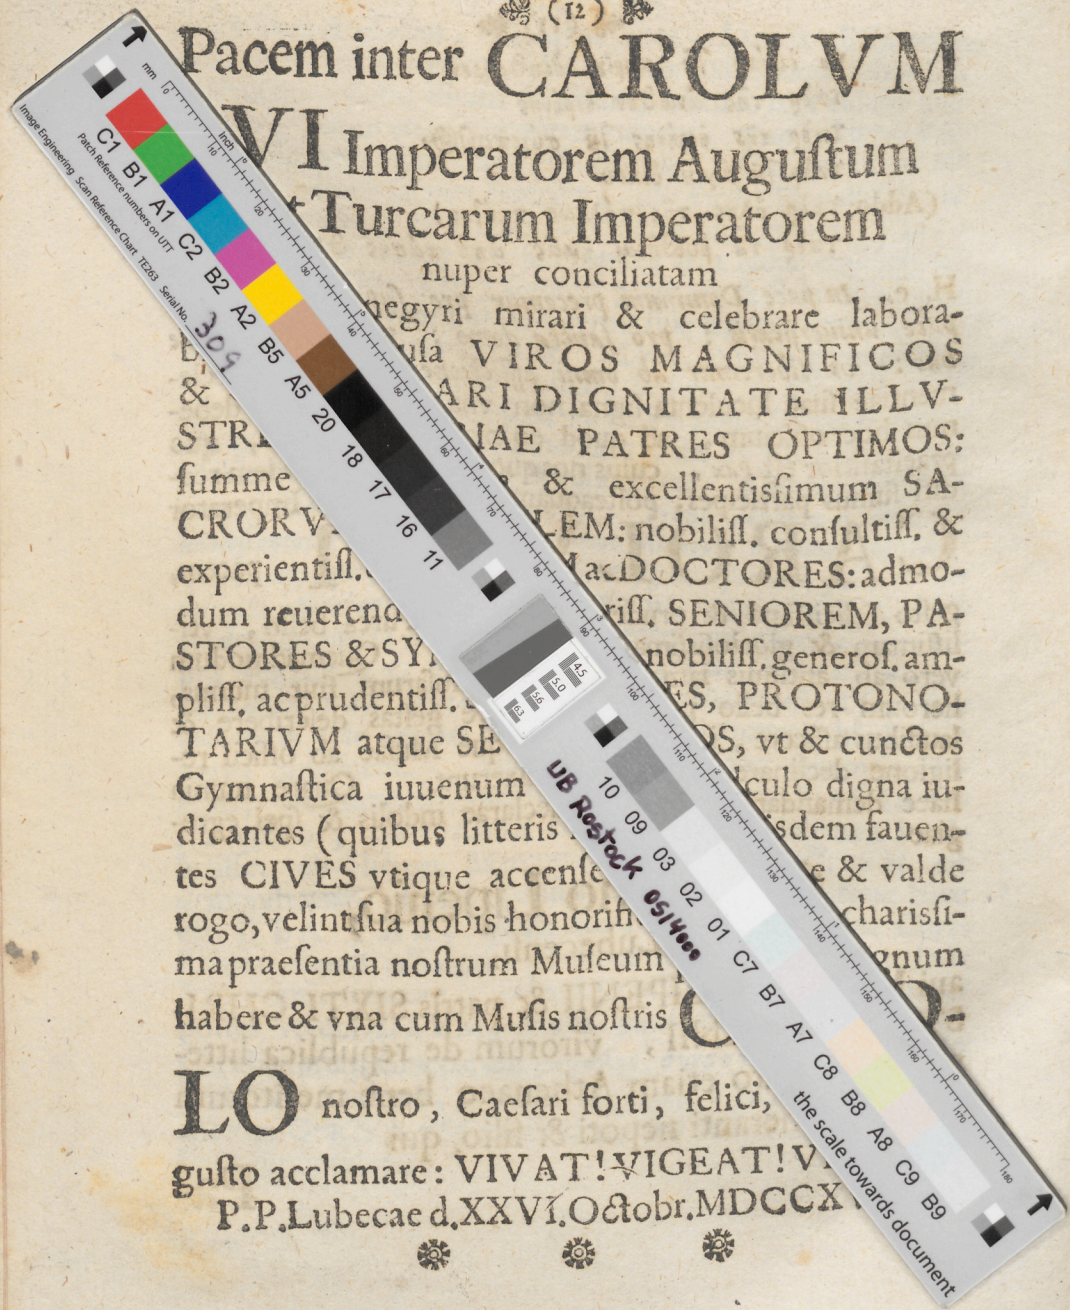 (12)
Pacem inter CAROLVM
VI Imperatorem Auguſtum
Turcarum Imperatorem
nuper conciliatam
negyri mirari & celebrare labora-
uſa VIROS MAGNIFICOS
& ARI DIGNITATE ILLV-
STRE NAE PATRES OPTIMOS:
ſumme & excellentisſimum SA-
CRORV LEM: nobiliſſ. conſultiſſ. &
experientiſſ. ac DOCTORES: admo-
dum reuerend riſſ. SENIOREM, PA-
STORES & SY nobiliſſ. generoſ. am-
pliſſ. ac prudentiſſ. ES, PROTONO-
TARIVM atque SE OS, vt & cunctos
Gymnaſtica iuuenum lculo digna iu-
dicantes (quibus litteris isdem fauen-
tes CIVES vtique accenſe e & valde
rogo, velint ſua nobis honorifi chariſſi-
ma praeſentia noſtrum Muſeum gnum
habere & vna cum Muſis noſtris C O-
LO noſtro, Caeſari forti, felici,
guſto acclamare: VIVAT! VIGEAT! V
P.P. Lubecae d. XXVI. Octobr. MDCCX
mm
inch
C1 B1 A1 C2 B2 A2 B5 A5 20 18 17 16 11
Patch Reference numbers on UTT
Image Engineering Scan Reference Chart TE263 Serial No. 309
4.5
5.0
5.6
6.3
10 09 03 02 01 C7 B7 A7 C8 B8 A8 C9 B9
UB Rostock 05/4000
the scale towards document